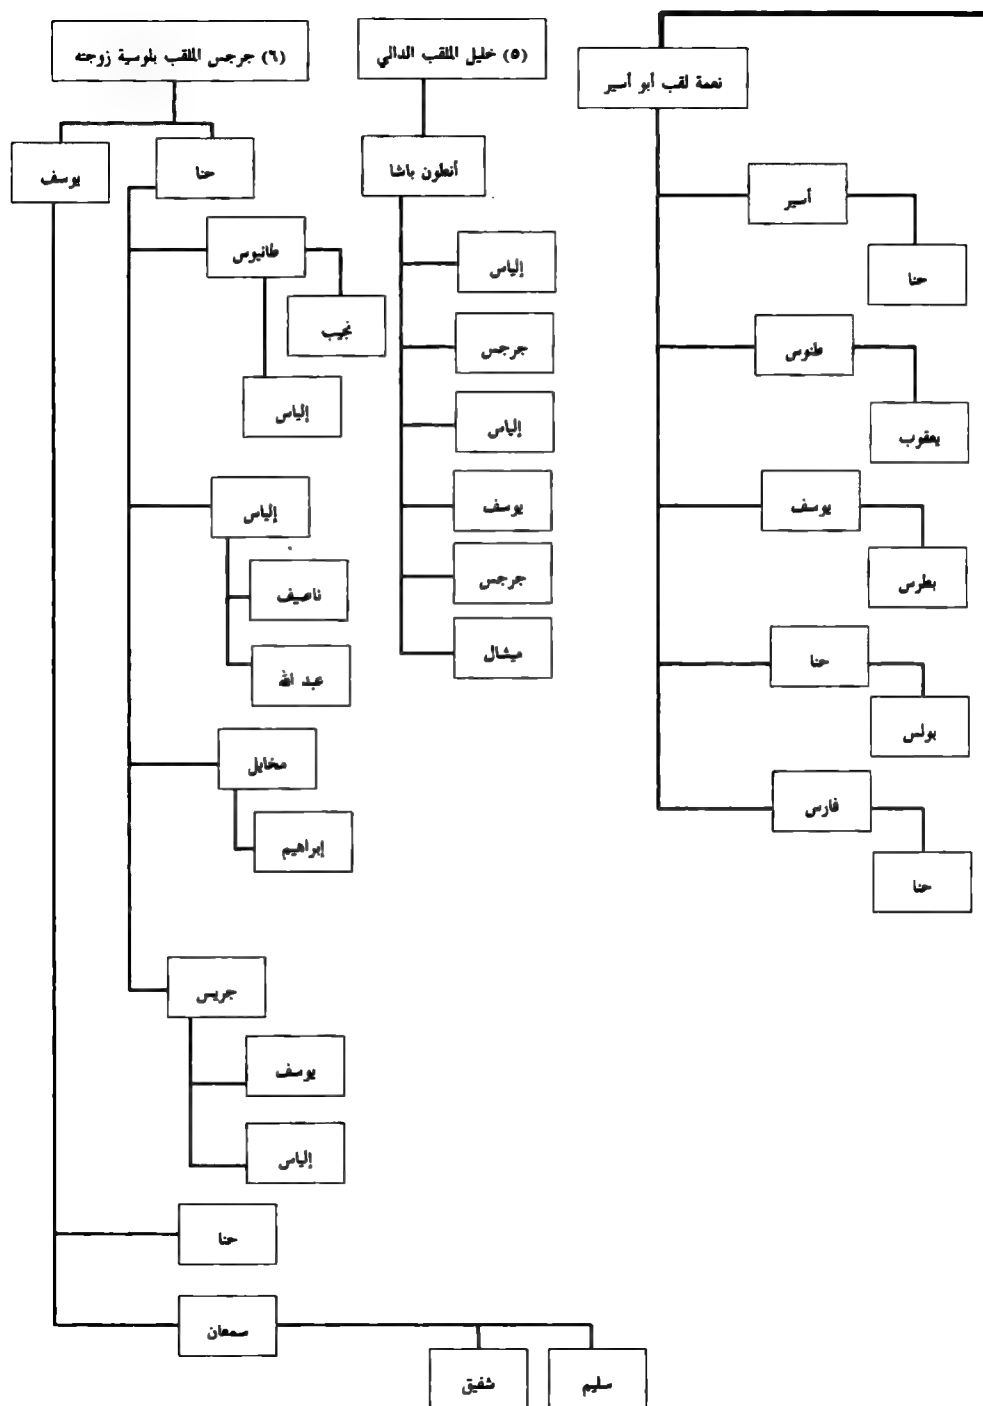 نعمة لقب أبو أسير
أسير
حنا
طنوس
يعقوب
يوسف
بطرس
حنا
بولس
فارس
حنا
(٥) خليل الملقب الدالي
أنطون باشا
إلياس
جرجس
إلياس
يوسف
جرجس
ميشال
(٦) جرجس الملقب بلوسية زوجته
حنا
يوسف
طانيوس
نجيب
إلياس
إلياس
ناصيف
عبد الله
مخايل
إبراهيم
جريس
يوسف
إلياس
حنا
سمعان
سليم
شفيق